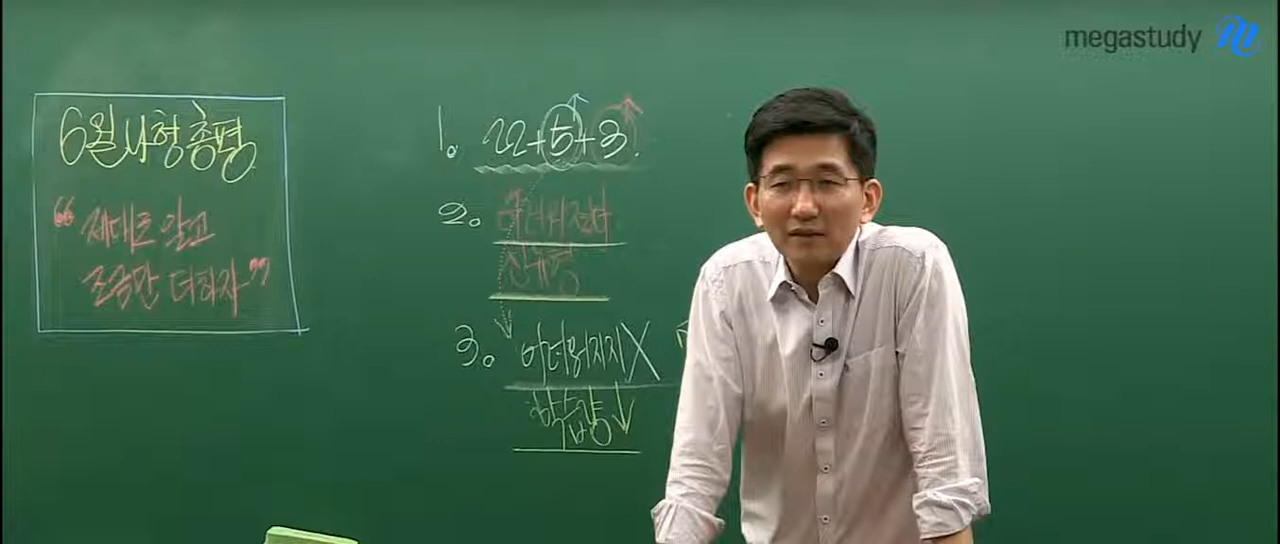 megastudy
6월 나형 총평
“ 제대로 알고
조금만 더하자 ”
1. 22+5+3.
2. 어려워졌다
신유형
3. 어려워지지 X
학습량 ↓